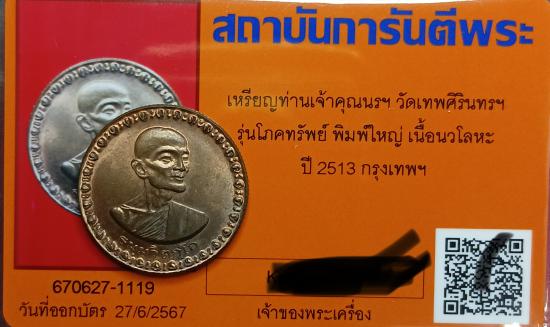 สถาบันการันตีพระ
เหรียญท่านเจ้าคุณนรฯ วัดเทพศิรินทรฯ
รุ่นโภคทรัพย์ พิมพ์ใหญ่ เนื้อนวโลหะ
ปี 2513 กรุงเทพฯ
670627-1119
วันที่ออกบัตร 27/6/2567
เจ้าของพระเครื่อง